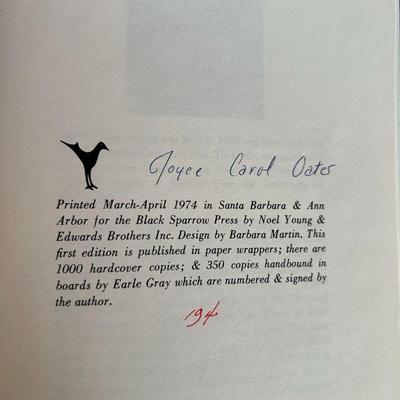 Joyce Carol Oates
Printed March-April 1974 in Santa Barbara & Ann
Arbor for the Black Sparrow Press by Noel Young &
Edwards Brothers Inc. Design by Barbara Martin. This
first edition is published in paper wrappers; there are
1000 hardcover copies; & 350 copies handbound in
boards by Earle Gray which are numbered & signed by
the author.
194